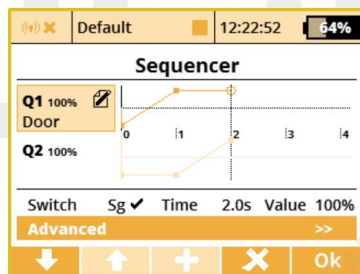 Default 12:22:52 64%
Sequencer
Q1 100%
Door
0 1 2 3 4
Q2 100%
Switch Sg ✔ Time 2.0s Value 100%
Advanced >>
Ok